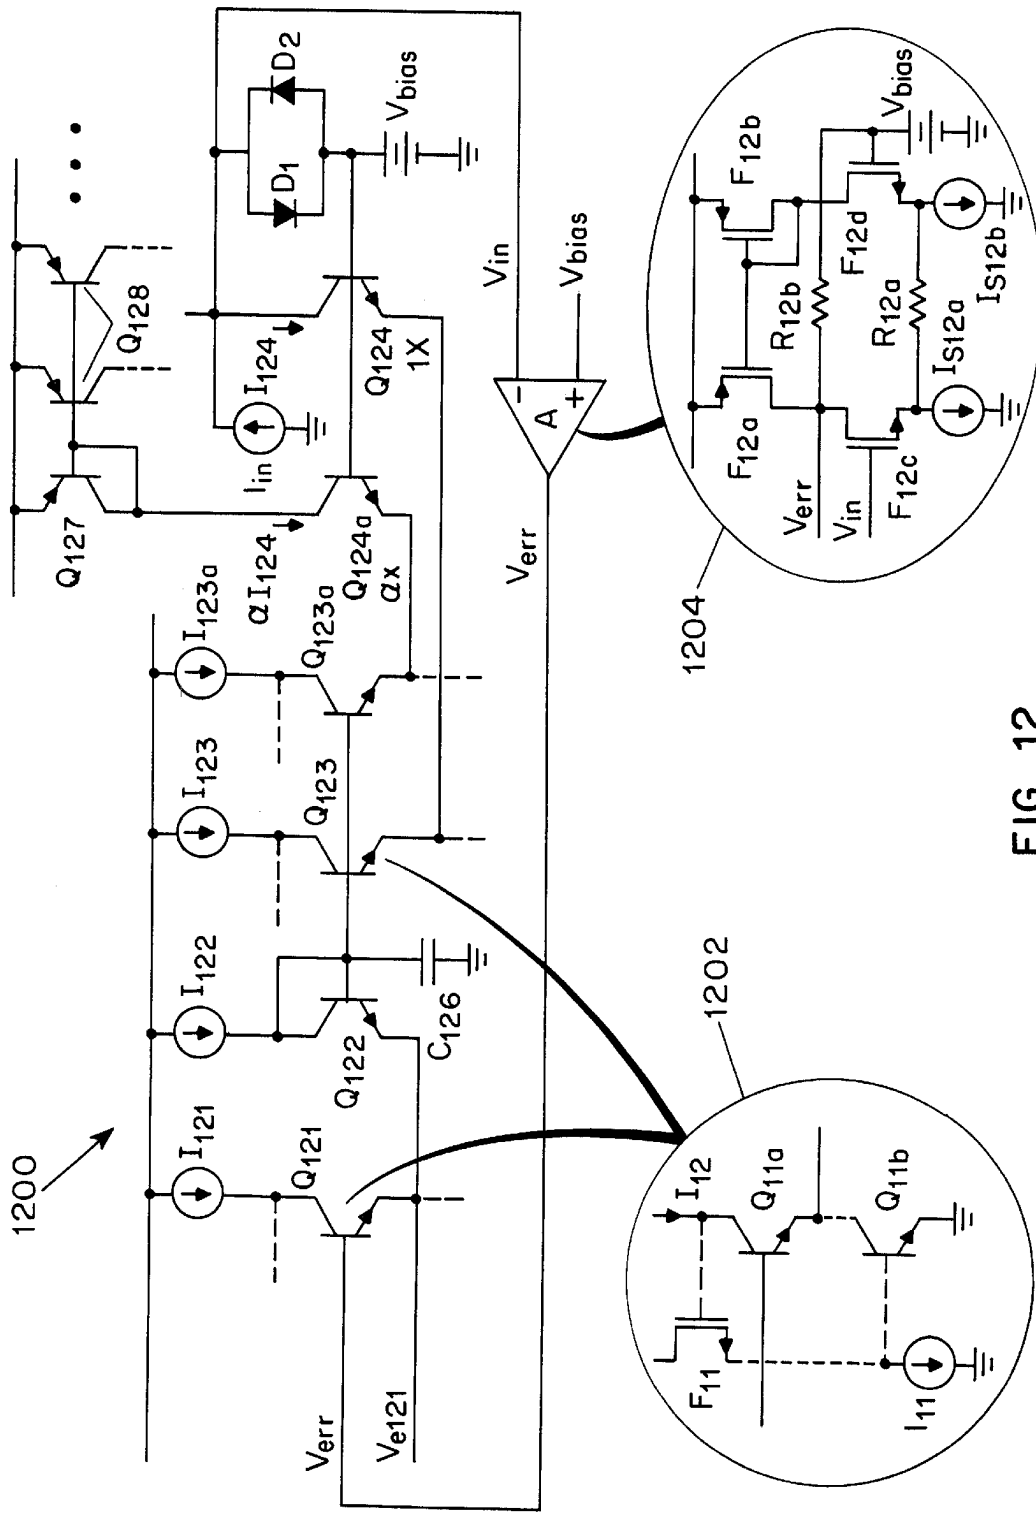 1200
I121
I122
I123
I123a
Q121
Q122
C126
Q123
Q123a
Verr
Ve121
Q127
Q128
αI124
Iin
I124
Q124a
αx
Q124
1X
D1
D2
Vbias
Verr
A
-
+
Vin
Vbias
1202
I12
F11
Q11a
Q11b
I11
1204
F12a
F12b
Verr
Vin
R12b
F12c
F12d
R12a
Vbias
IS12a
IS12b
FIG. 12